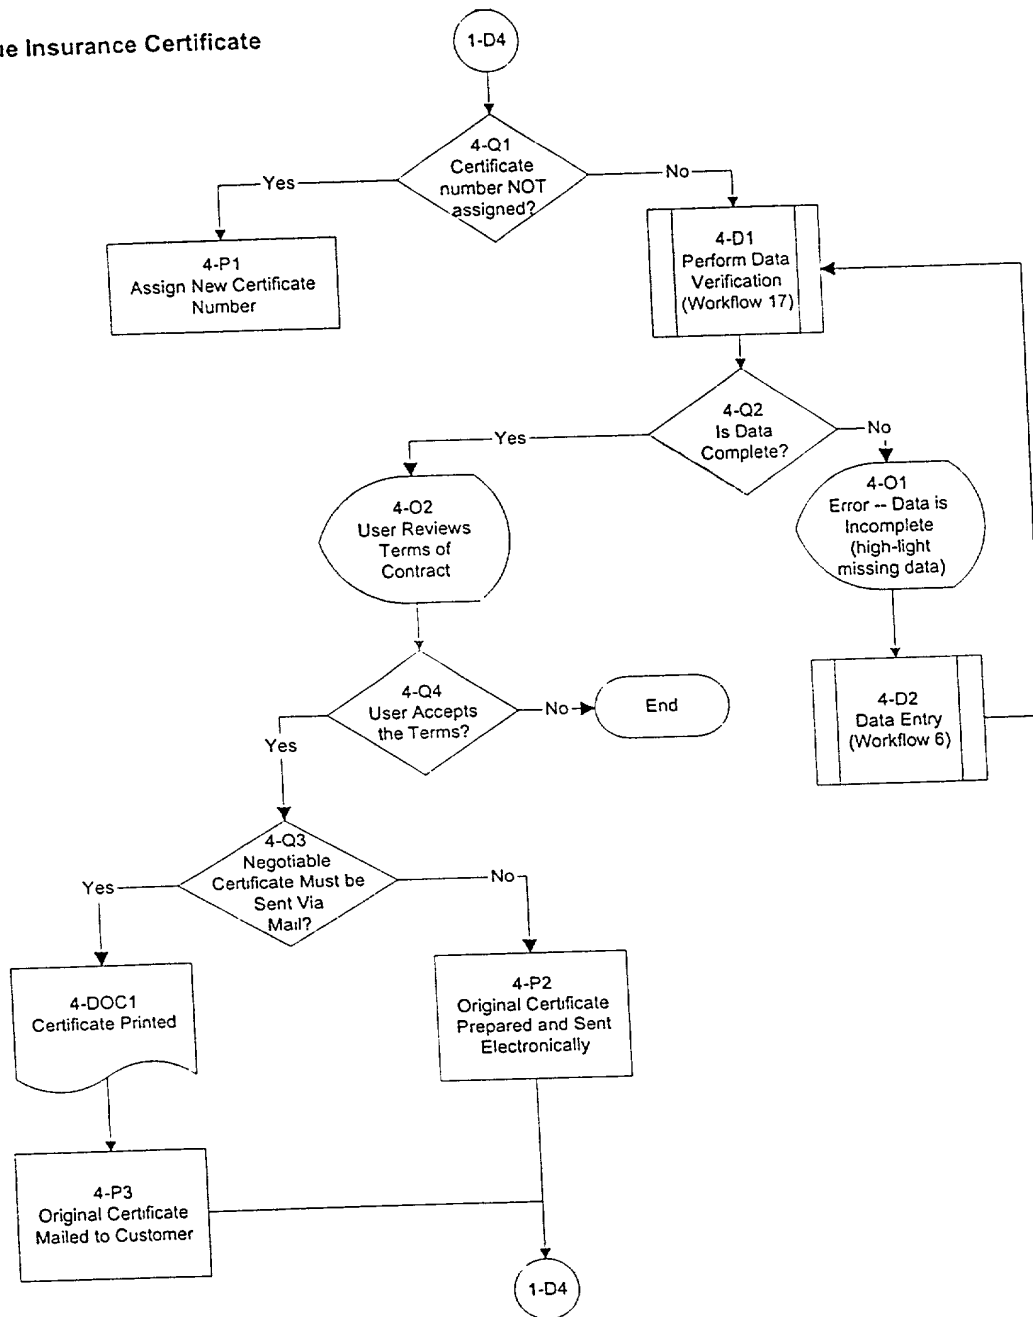 ue Insurance Certificate
1-D4
4-Q1
Certificate
number NOT
assigned?
Yes
No
4-P1
Assign New Certificate
Number
4-D1
Perform Data
Verification
(Workflow 17)
4-Q2
Is Data
Complete?
Yes
No
4-O2
User Reviews
Terms of
Contract
4-O1
Error -- Data is
Incomplete
(high-light
missing data)
4-Q4
User Accepts
the Terms?
No
End
Yes
4-D2
Data Entry
(Workflow 6)
4-Q3
Negotiable
Certificate Must be
Sent Via
Mail?
Yes
No
4-DOC1
Certificate Printed
4-P2
Original Certificate
Prepared and Sent
Electronically
4-P3
Original Certificate
Mailed to Customer
1-D4